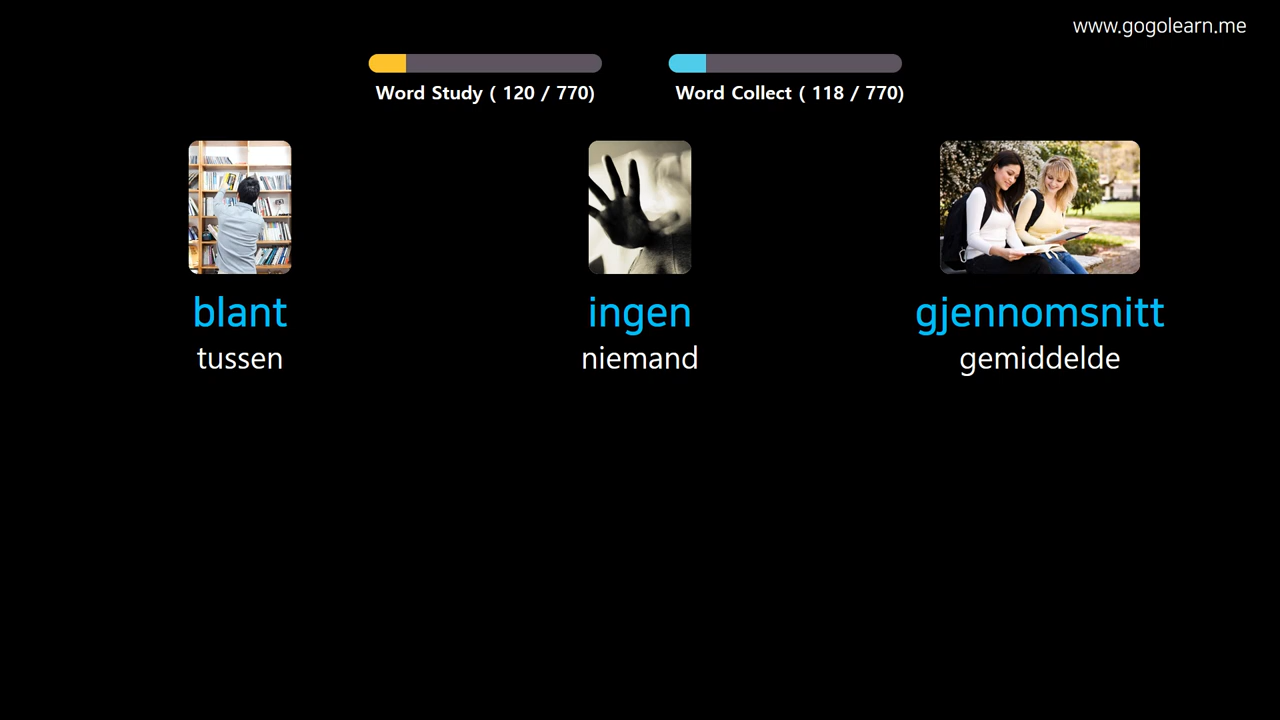 www.gogolearn.me
Word Study ( 120 / 770)
Word Collect ( 118 / 770)
blant
tussen
ingen
niemand
gjennomsnitt
gemiddelde